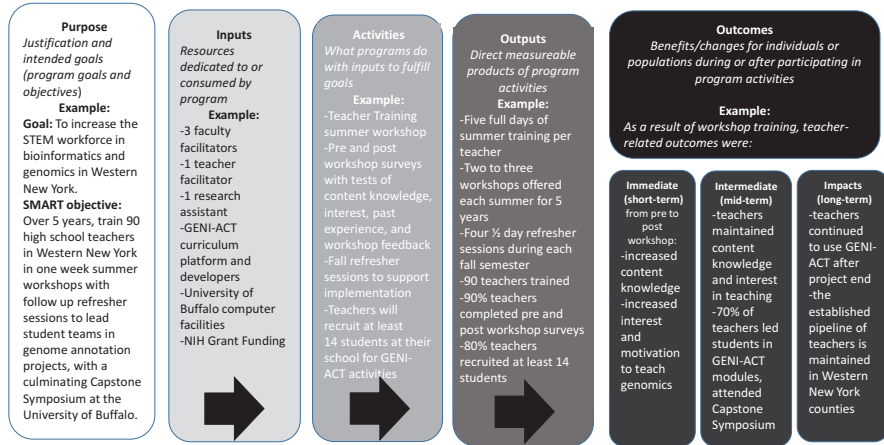 Purpose
Justification and
intended goals
(program goals and
objectives)
Example:
Goal: To increase the
STEM workforce in
bioinformatics and
genomics in Western
New York.
SMART objective:
Over 5 years, train 90
high school teachers
in Western New York
in one week summer
workshops with
follow up refresher
sessions to lead
student teams in
genome annotation
projects, with a
culminating Capstone
Symposium at the
University of Buffalo.
Inputs
Resources
dedicated to or
consumed by
program
Example:
-3 faculty
facilitators
-1 teacher
facilitator
-1 research
assistant
-GENI-ACT
curriculum
platform and
developers
-University of
Buffalo computer
facilities
-NIH Grant Funding
Activities
What programs do
with inputs to fulfill
goals
Example:
-Teacher Training
summer workshop
-Pre and post
workshop surveys
with tests of
content knowledge,
interest, past
experience, and
workshop feedback
-Fall refresher
sessions to support
implementation
-Teachers will
recruit at least
14 students at their
school for GENI-
ACT activities
Outputs
Direct measureable
products of program
activities
Example:
-Five full days of
summer training per
teacher
-Two to three
workshops offered
each summer for 5
years
-Four ½ day refresher
sessions during each
fall semester
-90 teachers trained
-90% teachers
completed pre and
post workshop surveys
-80% teachers
recruited at least 14
students
Outcomes
Benefits/changes for individuals or
populations during or after participating in
program activities
Example:
As a result of workshop training, teacher-
related outcomes were:
Immediate
(short-term)
from pre to
post
workshop:
-increased
content
knowledge
-increased
interest
and
motivation
to teach
genomics
Intermediate
(mid-term)
-teachers
maintained
content
knowledge
and interest
in teaching
-70% of
teachers led
students in
GENI-ACT
modules,
attended
Capstone
Symposium
Impacts
(long-term)
-teachers
continued
to use GENI-
ACT after
project end
-the
established
pipeline of
teachers is
maintained
in Western
New York
counties